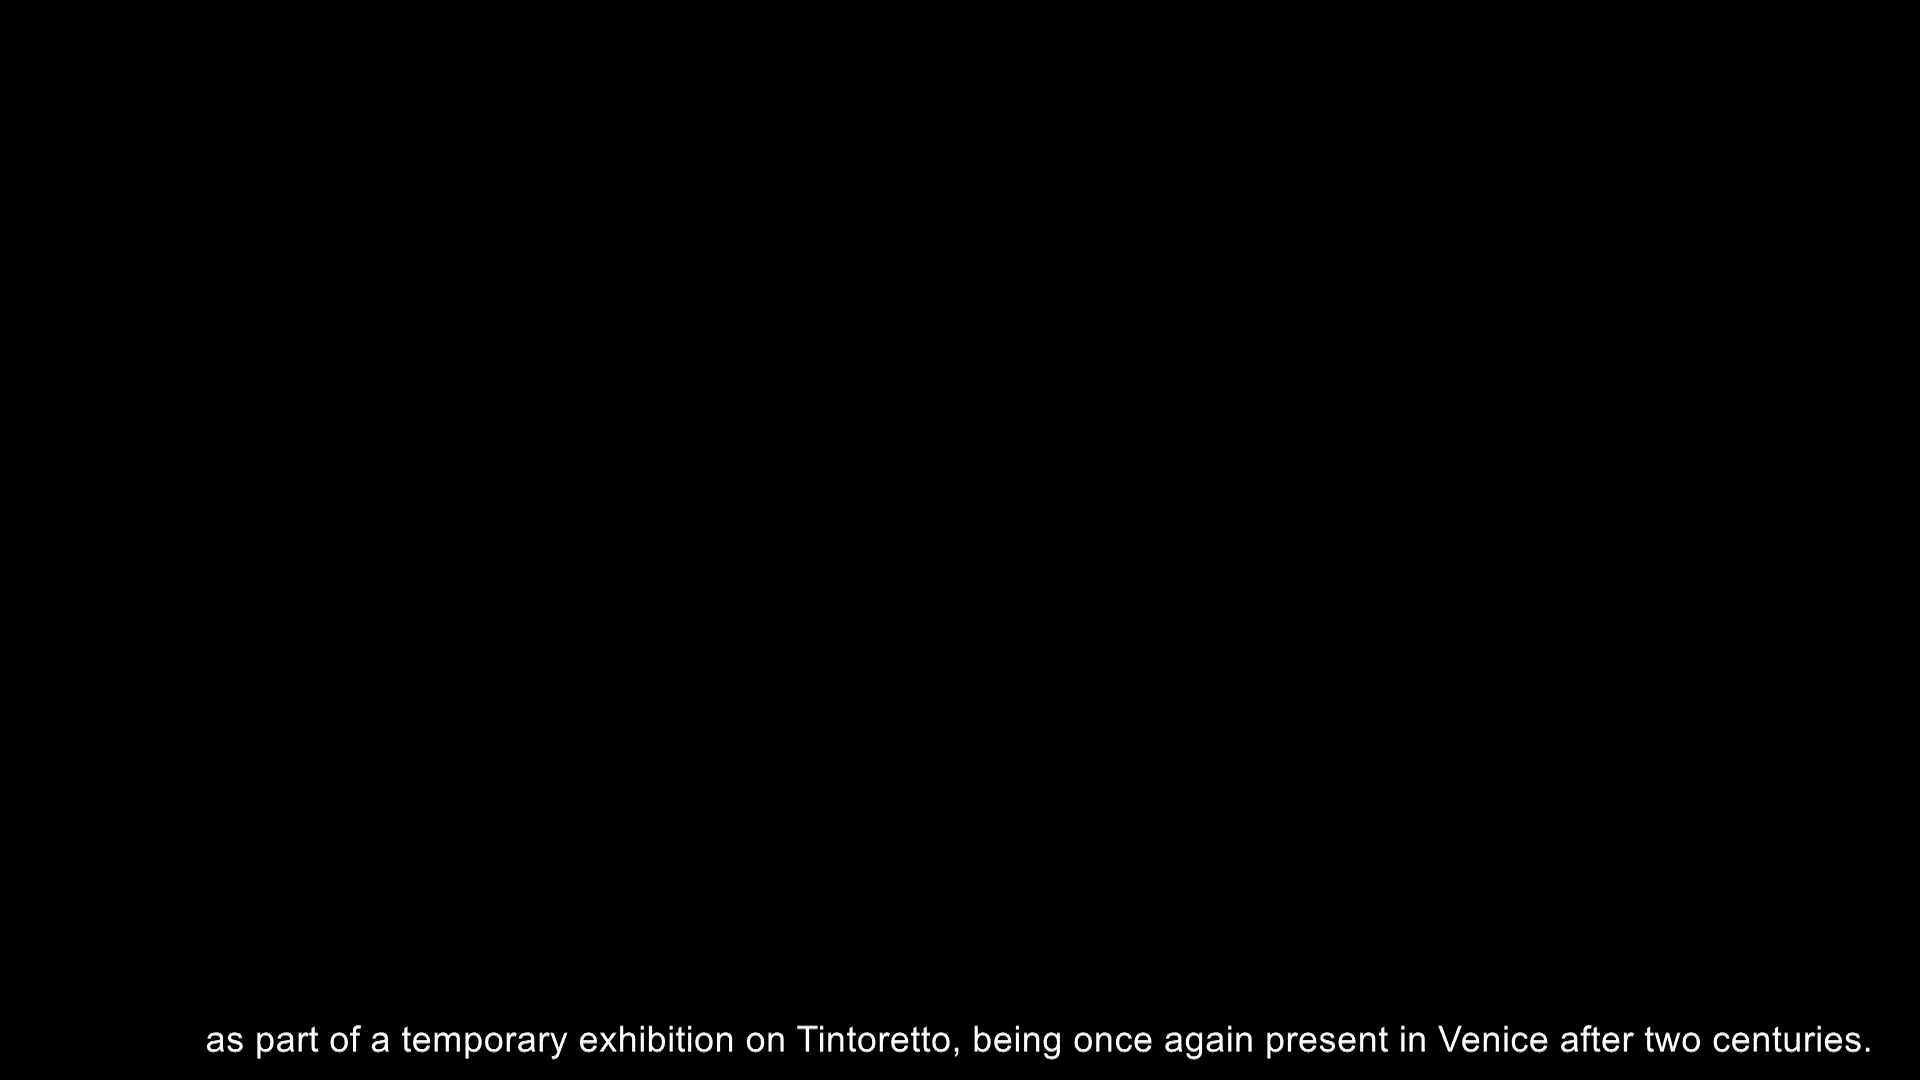 as part of a temporary exhibition on Tintoretto, being once again present in Venice after two centuries.